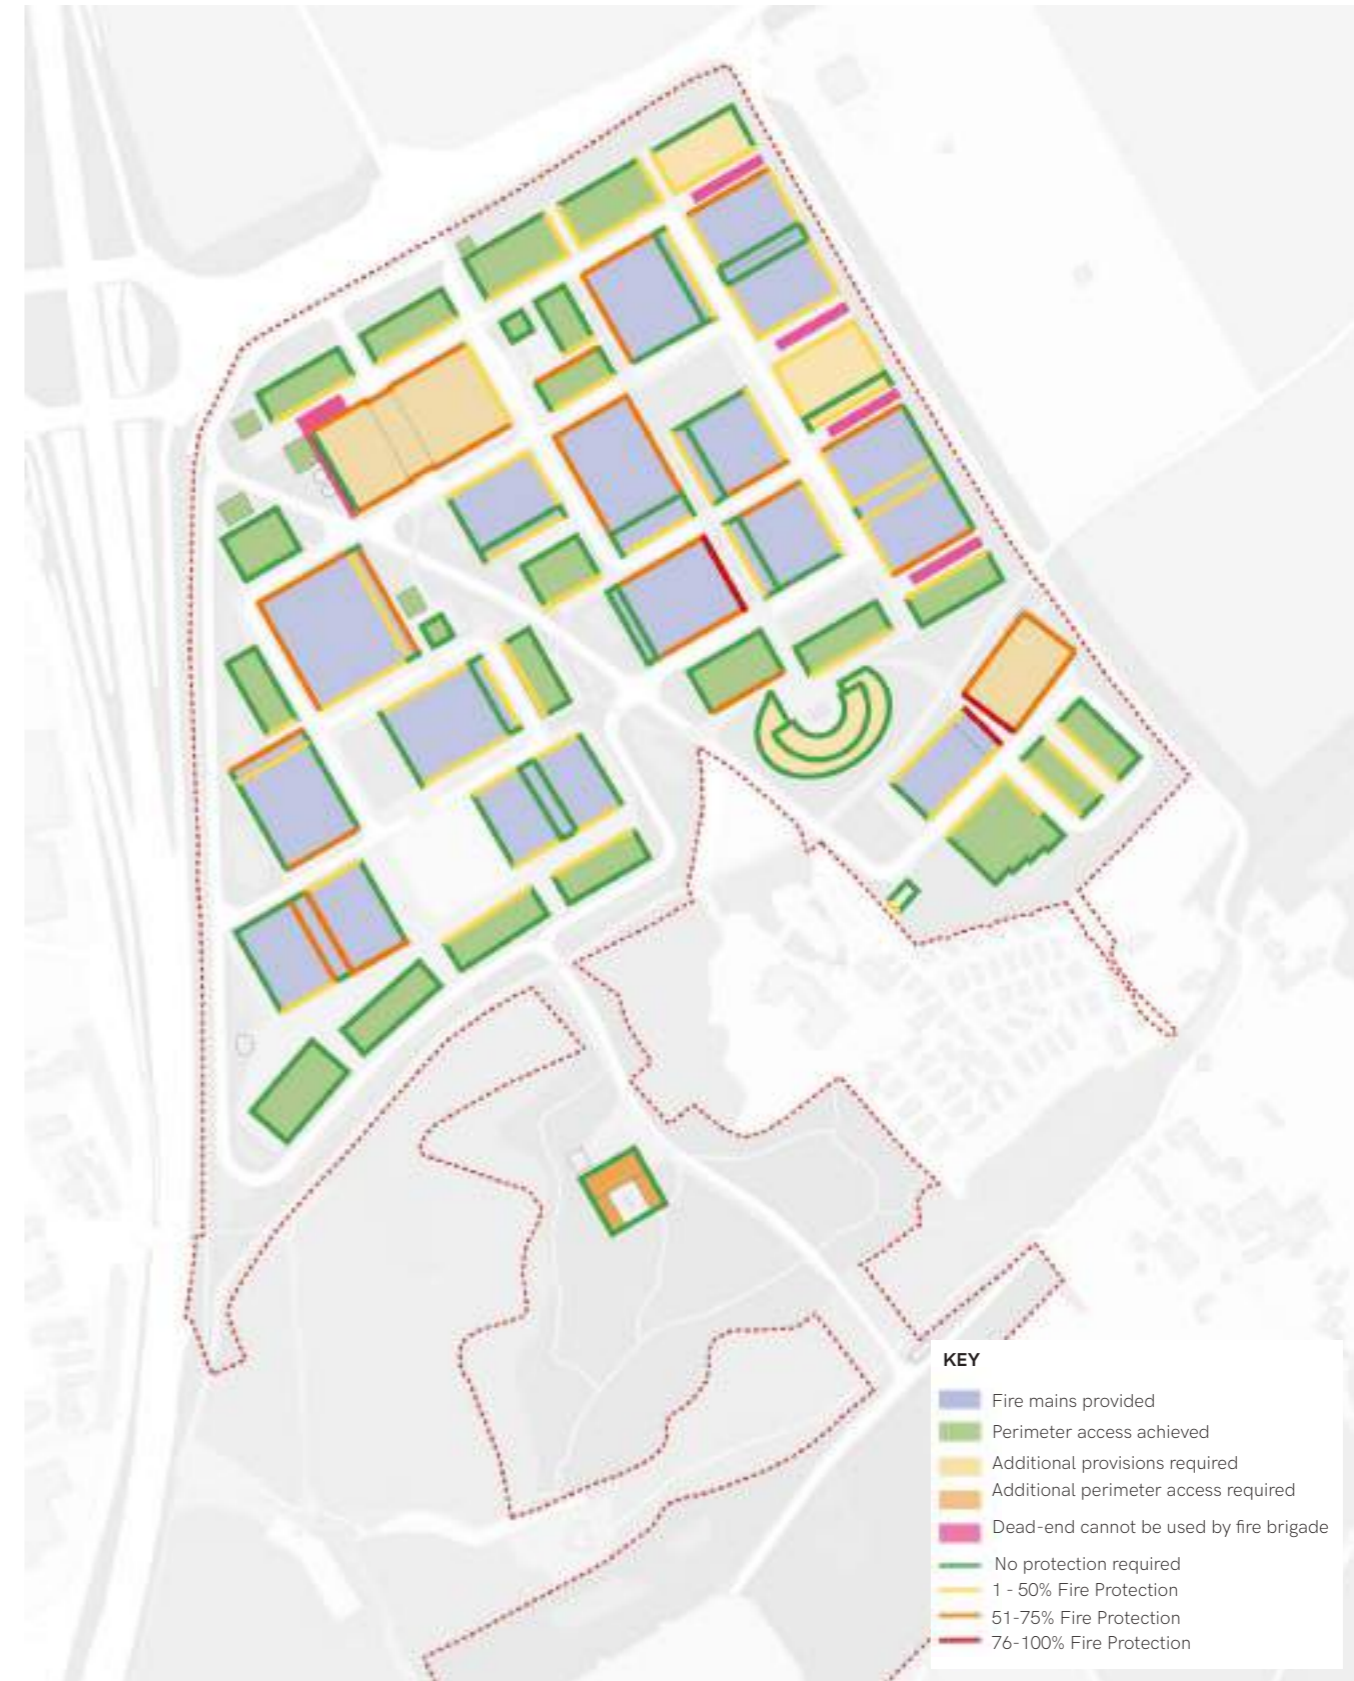 KEY
Fire mains provided
Perimeter access achieved
Additional provisions required
Additional perimeter access required
Dead-end cannot be used by fire brigade
No protection required
1 - 50% Fire Protection
51-75% Fire Protection
76-100% Fire Protection